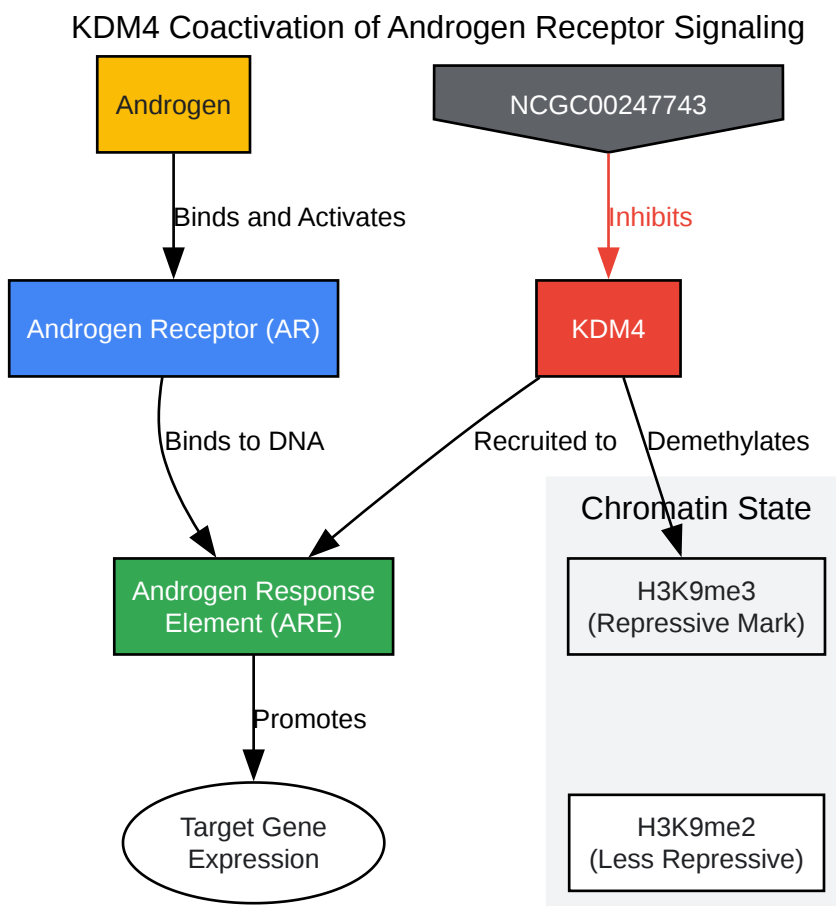 KDM4 Coactivation of Androgen Receptor Signaling
Androgen
NCGC00247743
Binds and Activates
Inhibits
Androgen Receptor (AR)
KDM4
Binds to DNA
Recruited to
Demethylates
Chromatin State
Androgen Response
Element (ARE)
H3K9me3
(Repressive Mark)
Promotes
Target Gene
Expression
H3K9me2
(Less Repressive)